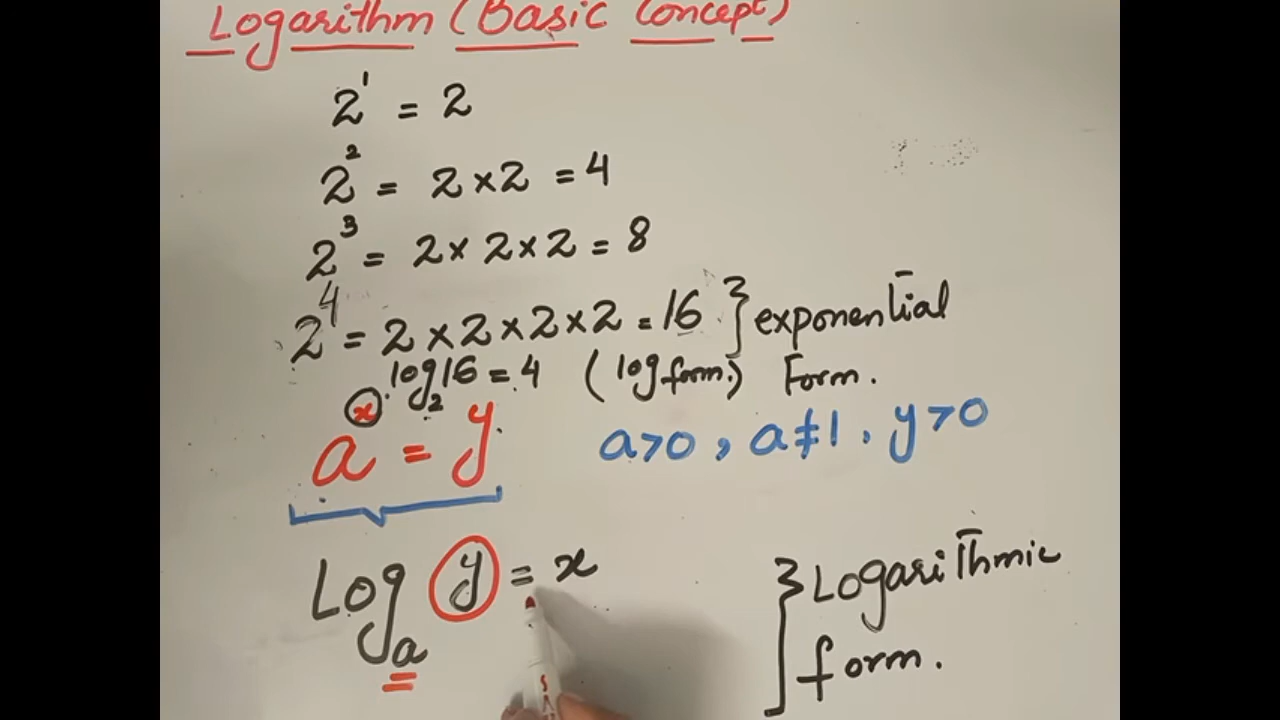 Logarithm (Basic Concept)
2¹ = 2
2² = 2 × 2 = 4
2³ = 2 × 2 × 2 = 8
2⁴ = 2 × 2 × 2 × 2 = 16 } exponential
log₂16 = 4 (log form.) Form.
aˣ = y a>0, a≠1, y>0
Logₐ y = x } Logarithmic
form.